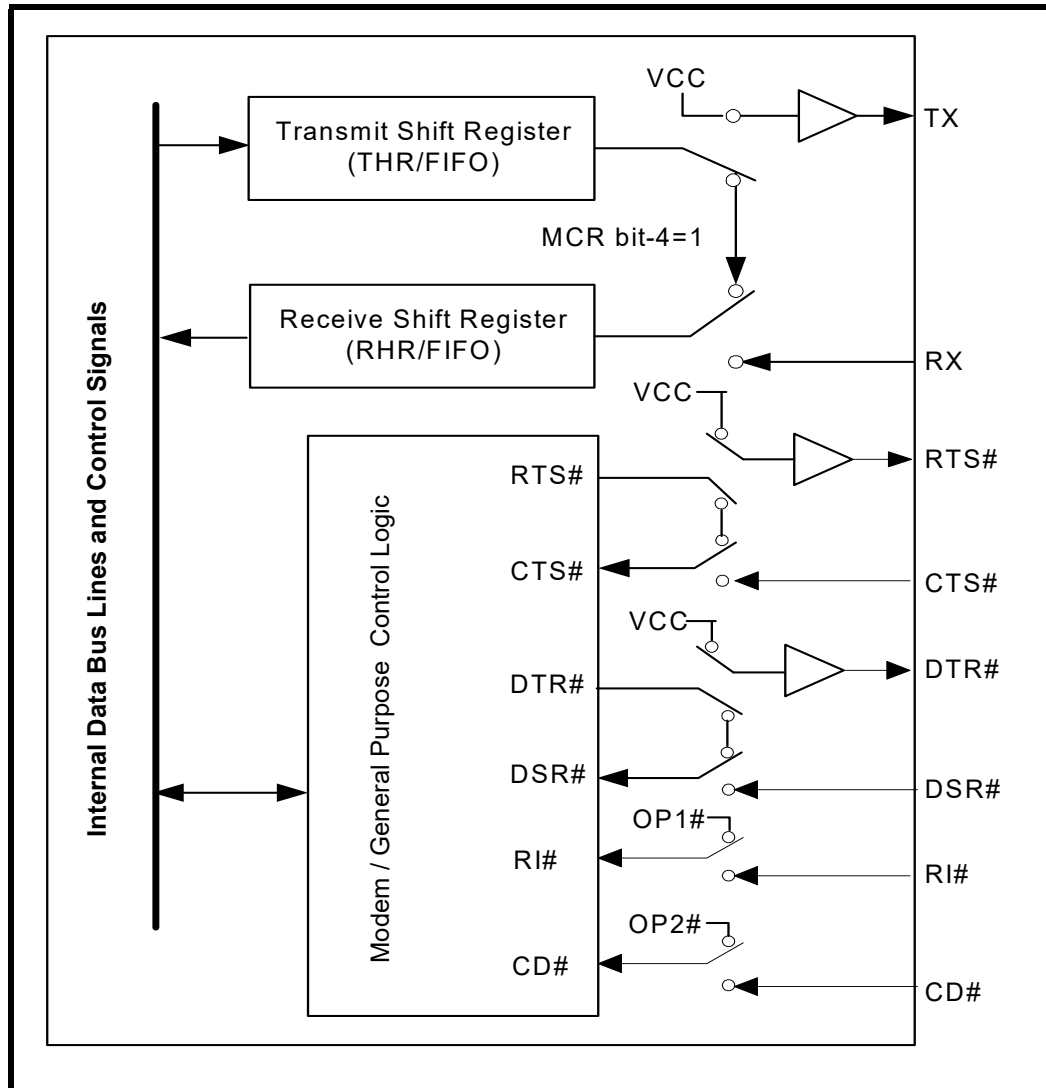 VCC
TX
Transmit Shift Register
(THR/FIFO)
MCR bit-4=1
Receive Shift Register
(RHR/FIFO)
RX
VCC
RTS#
RTS#
CTS#
CTS#
VCC
DTR#
DTR#
DSR#
DSR#
OP1#
RI#
RI#
OP2#
CD#
CD#
Internal Data Bus Lines and Control Signals
Modem / General Purpose Control Logic